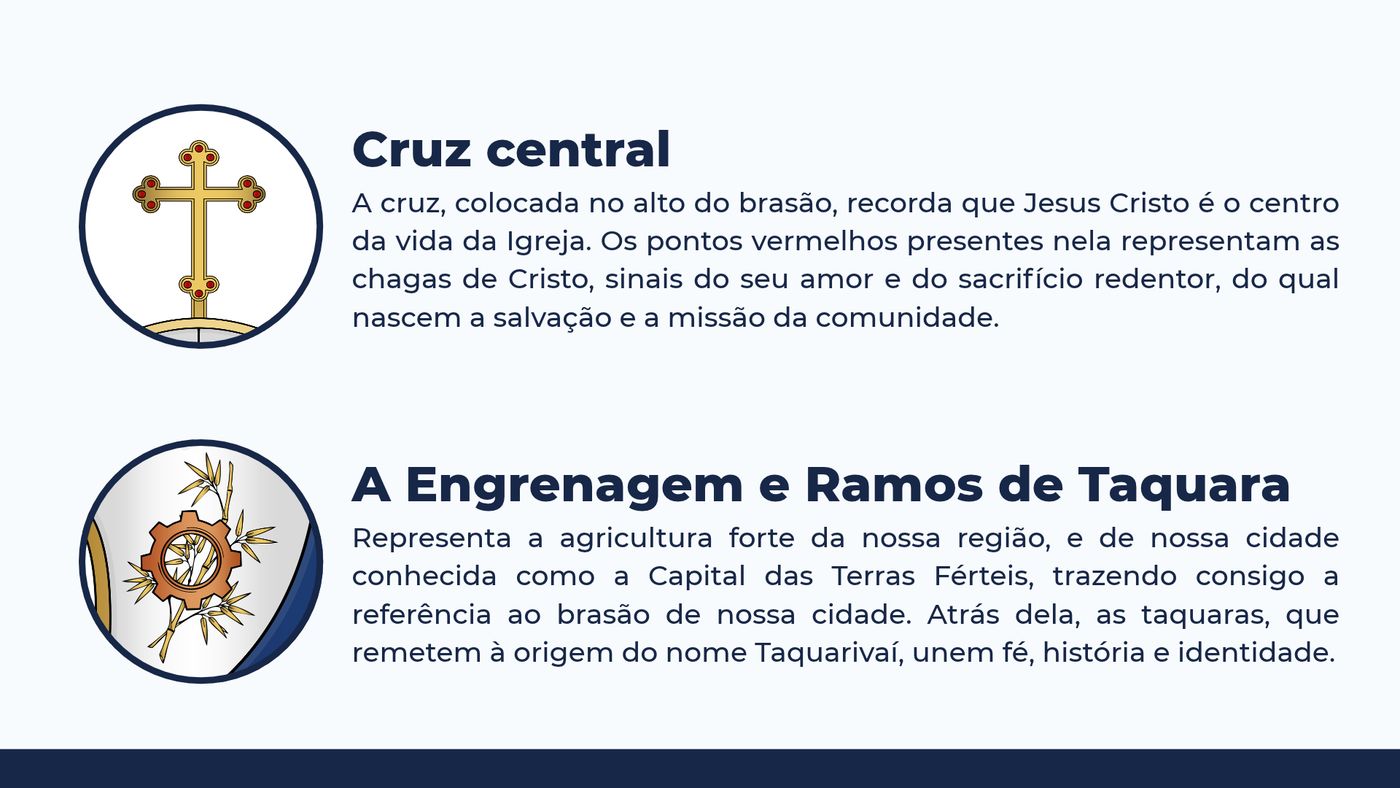 Cruz central
A cruz, colocada no alto do brasão, recorda que Jesus Cristo é o centro
da vida da Igreja. Os pontos vermelhos presentes nela representam as
chagas de Cristo, sinais do seu amor e do sacrifício redentor, do qual
nascem a salvação e a missão da comunidade.
A Engrenagem e Ramos de Taquara
Representa a agricultura forte da nossa região, e de nossa cidade
conhecida como a Capital das Terras Férteis, trazendo consigo a
referência ao brasão de nossa cidade. Atrás dela, as taquaras, que
remetem à origem do nome Taquarivaí, unem fé, história e identidade.